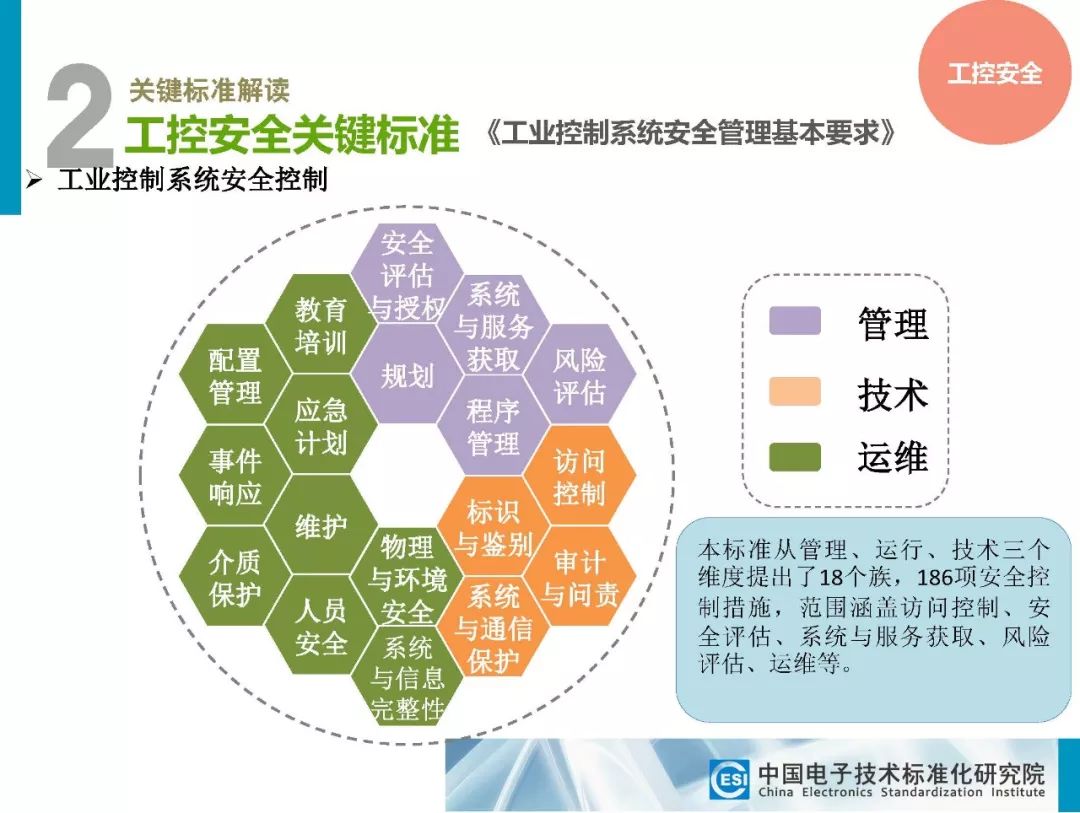 工控安全
2
关键标准解读
工控安全关键标准 《工业控制系统安全管理基本要求》
➢ 工业控制系统安全控制
安全
评估
与授权
教育
培训
系统
与服务
获取
配置
管理
规划
风险
评估
应急
计划
程序
管理
事件
响应
访问
控制
维护
标识
与鉴别
介质
保护
物理
与环境
安全
审计
与问责
人员
安全
系统
与通信
保护
系统
与信息
完整性
管理
技术
运维
本标准从管理、运行、技术三个
维度提出了18个族，186项安全控
制措施，范围涵盖访问控制、安
全评估、系统与服务获取、风险
评估、运维等。
CESI
中国电子技术标准化研究院
China Electronics Standardization Institute